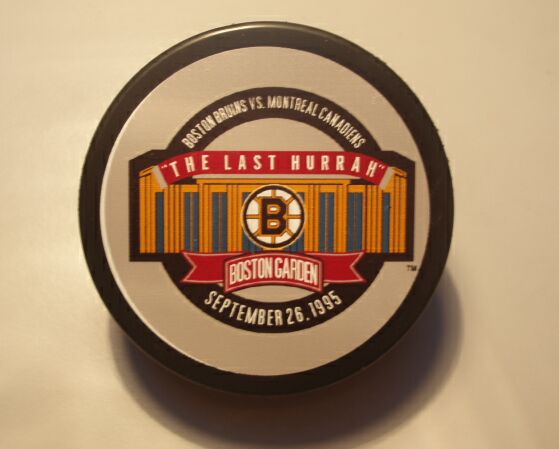 BOSTON BRUINS VS. MONTREAL CANADIENS
"THE LAST HURRAH"
B
BOSTON GARDEN
TM
SEPTEMBER 26, 1995